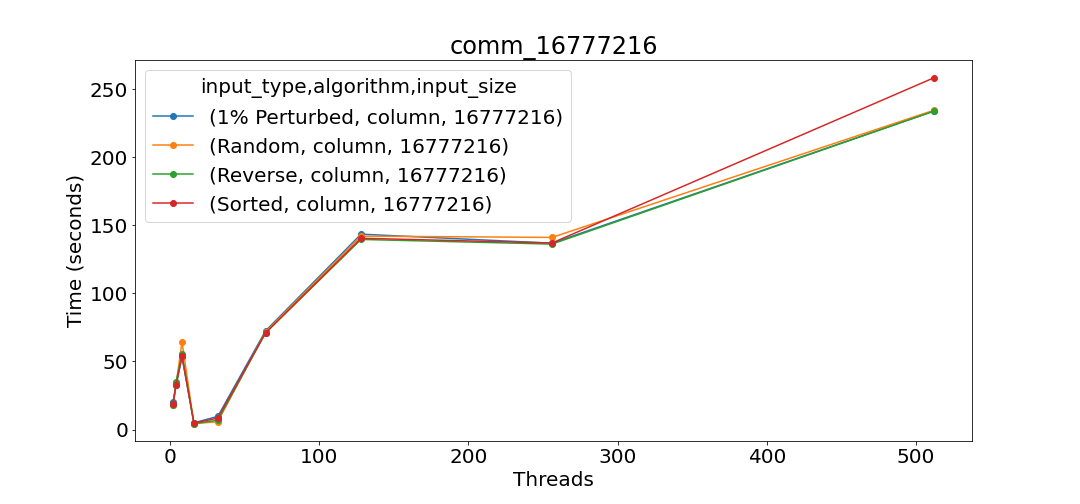 comm_16777216
input_type,algorithm,input_size
(1% Perturbed, column, 16777216)
(Random, column, 16777216)
(Reverse, column, 16777216)
(Sorted, column, 16777216)
Time (seconds)
250
200
150
100
50
0
0 100 200 300 400 500
Threads